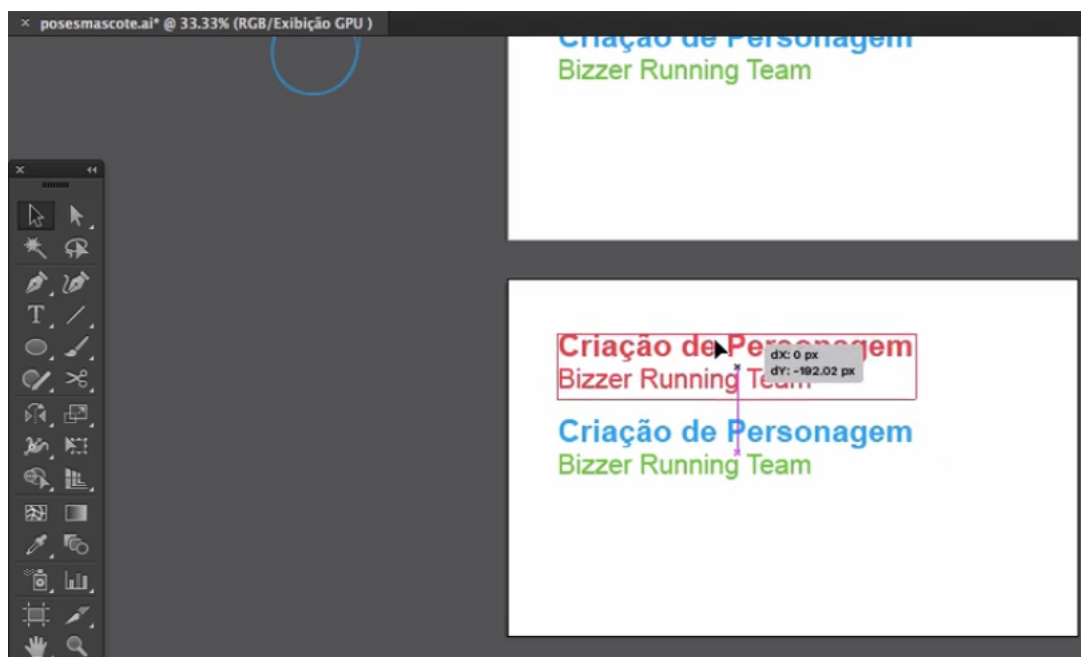 × posesmascote.ai* @ 33.33% (RGB/Exibição GPU )
Criação de Personagem
Bizzer Running Team
Criação de Personagem
Bizzer Running Team
dX: 0 px
dY: -192.02 px
Criação de Personagem
Bizzer Running Team